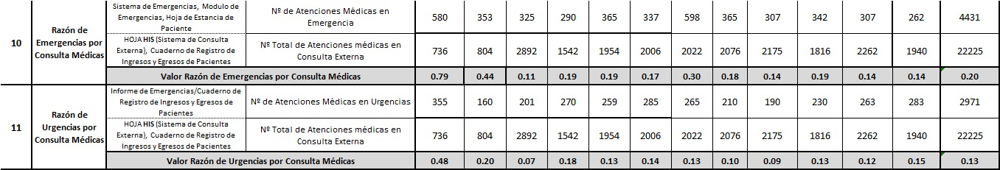 10
Razón de
Emergencias por
Consulta Médicas
Sistema de Emergencias, Modulo de
Emergencias, Hoja de Estancia de
Paciente
Nº de Atenciones Médicas en
Emergencia
580 353 325 290 365 337 598 365 307 342 307 262 4431
HOJA HIS (Sistema de Consulta
Externa), Cuaderno de Registro de
Ingresos y Egresos de Pacientes
Nº Total de Atenciones médicas en
Consulta Externa
736 804 2892 1542 1954 2006 2022 2076 2175 1816 2262 1940 22225
Valor Razón de Emergencias por Consulta Médicas 0.79 0.44 0.11 0.19 0.19 0.17 0.30 0.18 0.14 0.19 0.14 0.14 0.20
11
Razón de
Urgencias por
Consulta Médicas
Informe de Emergencias/Cuaderno de
Registro de Ingresos y Egresos de
Pacientes
Nº de Atenciones Médicas en Urgencias
355 160 201 270 259 285 265 210 190 230 263 283 2971
HOJA HIS (Sistema de Consulta
Externa), Cuaderno de Registro de
Ingresos y Egresos de Pacientes
Nº Total de Atenciones médicas en
Consulta Externa
736 804 2892 1542 1954 2006 2022 2076 2175 1816 2262 1940 22225
Valor Razón de Urgencias por Consulta Médicas 0.48 0.20 0.07 0.18 0.13 0.14 0.13 0.10 0.09 0.13 0.12 0.15 0.13